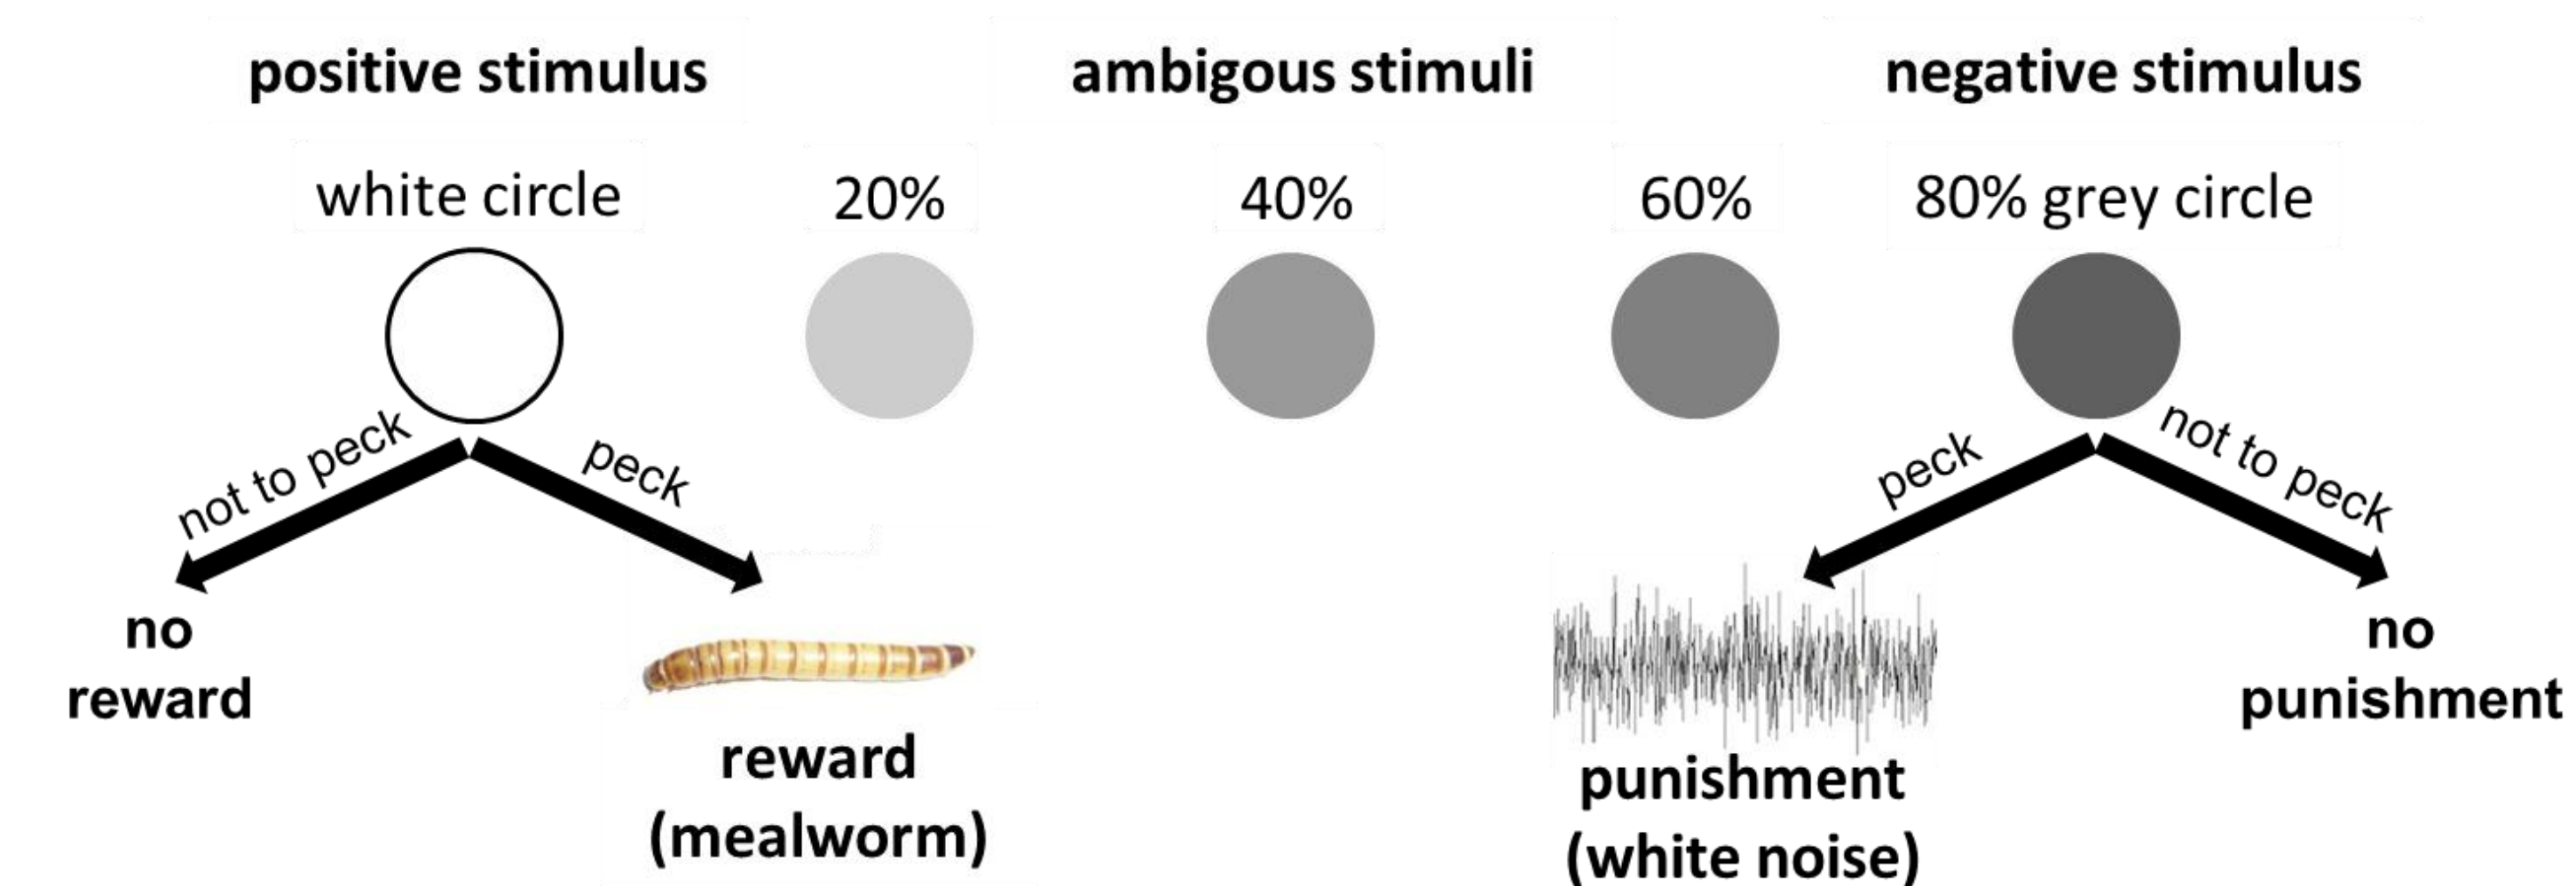 positive stimulus
ambigous stimuli
negative stimulus
white circle
20%
40%
60%
80% grey circle
not to peck
peck
peck
not to peck
no
reward
reward
(mealworm)
punishment
(white noise)
no
punishment